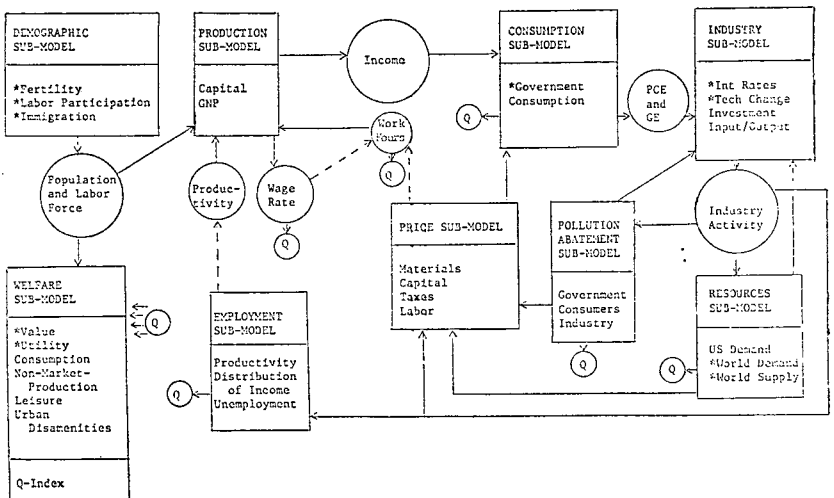 DEMOGRAPHIC
SUB-MODEL
*Fertility
*Labor Participation
*Immigration
PRODUCTION
SUB-MODEL
Capital
GNP
Income
CONSUMPTION
SUB-MODEL
*Government
Consumption
PCE
and
GE
INDUSTRY
SUB-MODEL
*Int Rates
*Tech Change
Investment
Input/Output
Q
Work
Hours
Q
Population
and Labor
Force
Product-
ivity
Wage
Rate
Q
PRICE SUB-MODEL
Materials
Capital
Taxes
Labor
POLLUTION
ABATEMENT
SUB-MODEL
Government
Consumers
Industry
Q
Industry
Activity
WELFARE
SUB-MODEL
*Value
*Utility
Consumption
Non-Market-
Production
Leisure
Urban
Disamenities
Q-Index
Q
EMPLOYMENT
SUB-MODEL
Productivity
Distribution
of Income
Unemployment
Q
RESOURCES
SUB-MODEL
US Demand
*World Demand
*World Supply
Q